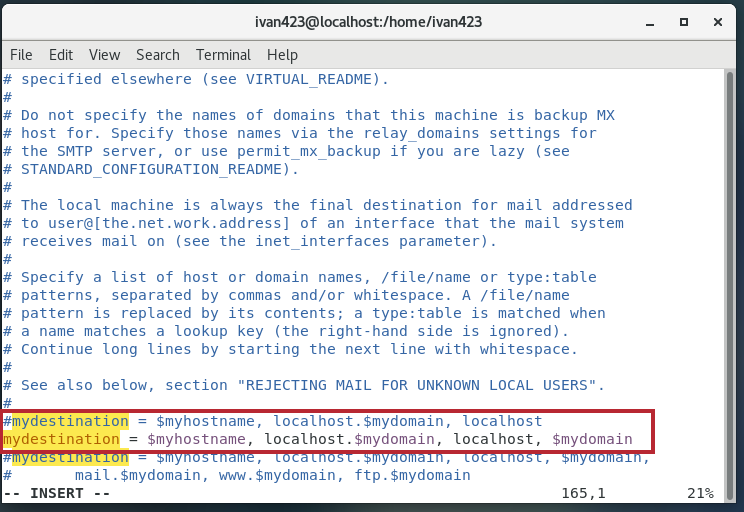 ivan423@localhost:/home/ivan423
File Edit View Search Terminal Help
# specified elsewhere (see VIRTUAL_README).
#
# Do not specify the names of domains that this machine is backup MX
# host for. Specify those names via the relay_domains settings for
# the SMTP server, or use permit_mx_backup if you are lazy (see
# STANDARD_CONFIGURATION_README).
#
# The local machine is always the final destination for mail addressed
# to user@[the.net.work.address] of an interface that the mail system
# receives mail on (see the inet_interfaces parameter).
#
# Specify a list of host or domain names, /file/name or type:table
# patterns, separated by commas and/or whitespace. A /file/name
# pattern is replaced by its contents; a type:table is matched when
# a name matches a lookup key (the right-hand side is ignored).
# Continue long lines by starting the next line with whitespace.
#
# See also below, section "REJECTING MAIL FOR UNKNOWN LOCAL USERS".
#
#mydestination = $myhostname, localhost.$mydomain, localhost
mydestination = $myhostname, localhost.$mydomain, localhost, $mydomain
#mydestination = $myhostname, localhost.$mydomain, localhost, $mydomain,
#       mail.$mydomain, www.$mydomain, ftp.$mydomain
-- INSERT -- 165,1 21%